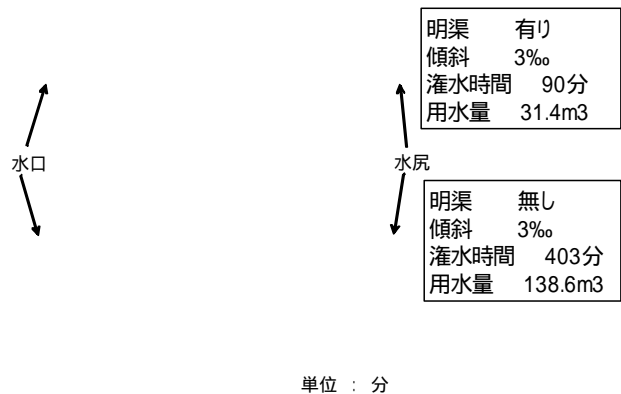 明渠 有り
傾斜 3‰
潅水時間 90分
用水量 31.4m3
水口
水尻
明渠 無し
傾斜 3‰
潅水時間 403分
用水量 138.6m3
単位 : 分